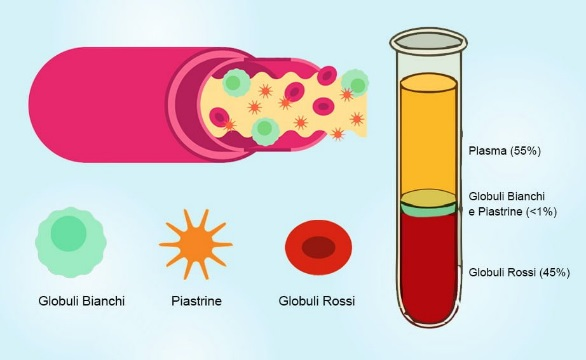 Plasma (55%)
Globuli Bianchi
e Piastrine (<1%)
Globuli Rossi (45%)
Globuli Bianchi
Piastrine
Globuli Rossi